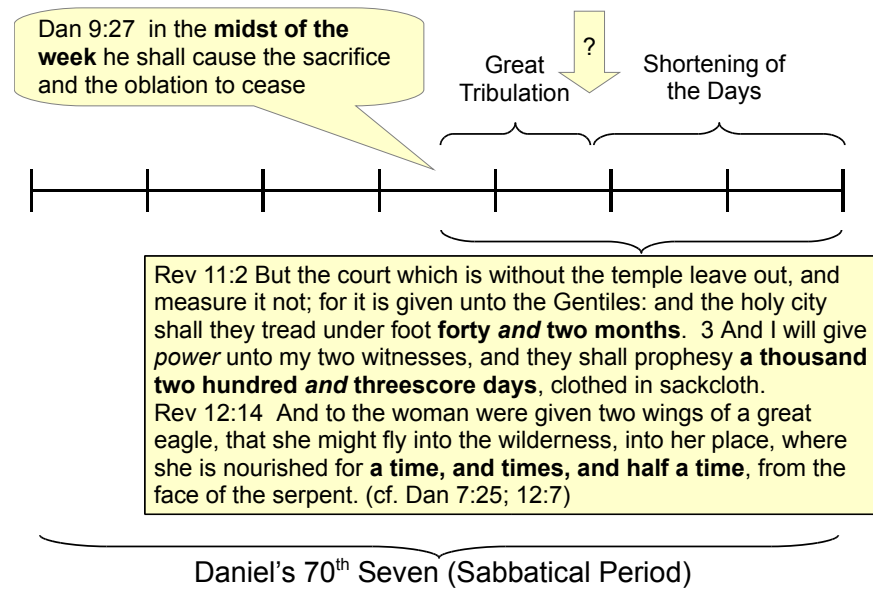 Dan 9:27 in the midst of the
week he shall cause the sacrifice
and the oblation to cease
?
Great
Tribulation
Shortening of
the Days
Rev 11:2 But the court which is without the temple leave out, and
measure it not; for it is given unto the Gentiles: and the holy city
shall they tread under foot forty and two months. 3 And I will give
power unto my two witnesses, and they shall prophesy a thousand
two hundred and threescore days, clothed in sackcloth.
Rev 12:14 And to the woman were given two wings of a great
eagle, that she might fly into the wilderness, into her place, where
she is nourished for a time, and times, and half a time, from the
face of the serpent. (cf. Dan 7:25; 12:7)
Daniel's 70th Seven (Sabbatical Period)